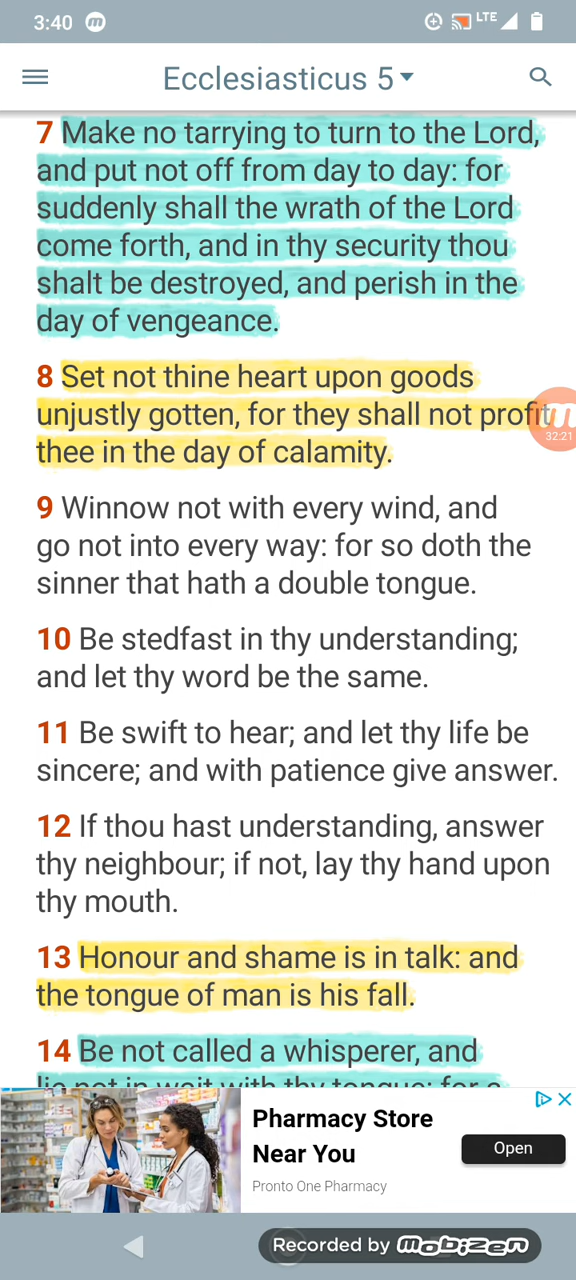 3:40 m LTE
Ecclesiasticus 5
7 Make no tarrying to turn to the Lord,
and put not off from day to day: for
suddenly shall the wrath of the Lord
come forth, and in thy security thou
shalt be destroyed, and perish in the
day of vengeance.
8 Set not thine heart upon goods
unjustly gotten, for they shall not profit
thee in the day of calamity.
m
32:21
9 Winnow not with every wind, and
go not into every way: for so doth the
sinner that hath a double tongue.
10 Be stedfast in thy understanding;
and let thy word be the same.
11 Be swift to hear; and let thy life be
sincere; and with patience give answer.
12 If thou hast understanding, answer
thy neighbour; if not, lay thy hand upon
thy mouth.
13 Honour and shame is in talk: and
the tongue of man is his fall.
14 Be not called a whisperer, and
lie not in wait with thy tongue: for a
Pharmacy Store
Near You
Open
Pronto One Pharmacy
Recorded by mobizen